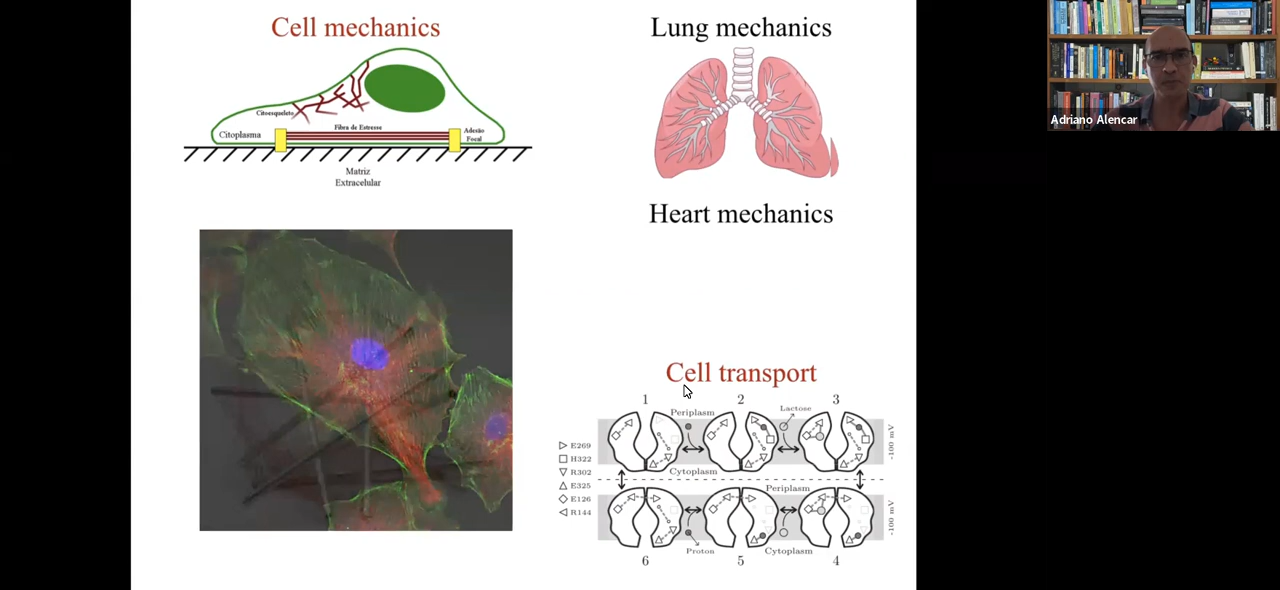 Cell mechanics
Citoesqueleto
Citoplasma
Fibra de Estresse
Adesão
Focal
Matriz
Extracelular
Lung mechanics
Heart mechanics
Cell transport
1 2 3
Periplasm
Lactose
E269
H322
R302
E325
E126
R144
Cytoplasm
-100 mV
Periplasm
-100 mV
Proton
Cytoplasm
6 5 4
Adriano Alencar